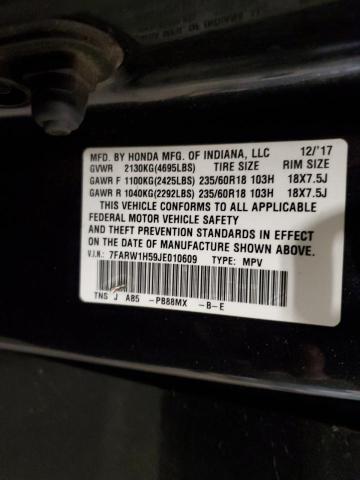 MFD. BY HONDA MFG. OF INDIANA, LLC 12/'17
GVWR 2130KG(4695LBS) TIRE SIZE RIM SIZE
GAWR F 1100KG(2425LBS) 235/60R18 103H 18X7.5J
GAWR R 1040KG(2292LBS) 235/60R18 103H 18X7.5J
THIS VEHICLE CONFORMS TO ALL APPLICABLE
FEDERAL MOTOR VEHICLE SAFETY
AND THEFT PREVENTION STANDARDS IN EFFECT
ON THE DATE OF MANUFACTURE SHOWN ABOVE.
V.I.N.: 7FARW1H59JE010609 TYPE: MPV
TNS J A85 -PB88MX -B-E